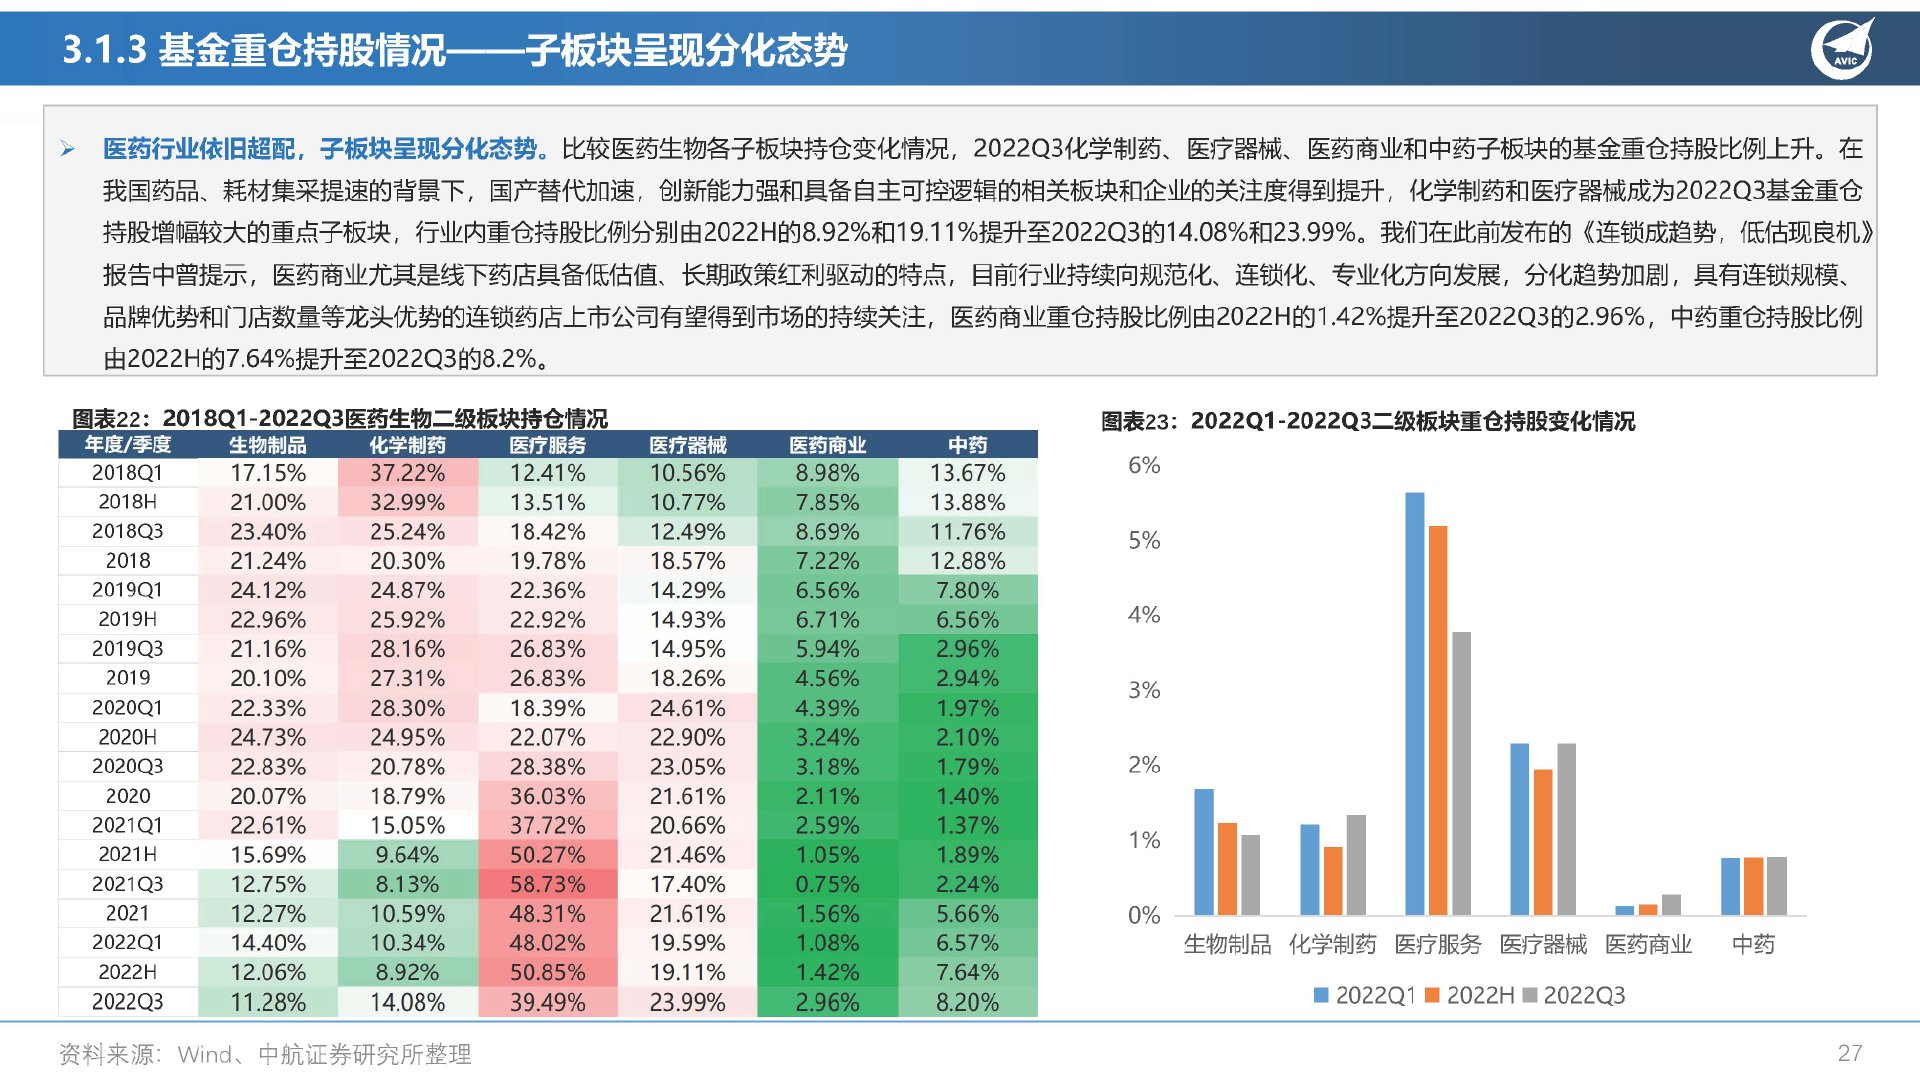 3.1.3 基金重仓持股情况——子板块呈现分化态势
AVIC
➢ 医药行业依旧超配，子板块呈现分化态势。比较医药生物各子板块持仓变化情况，2022Q3化学制药、医疗器械、医药商业和中药子板块的基金重仓持股比例上升。在
我国药品、耗材集采提速的背景下，国产替代加速，创新能力强和具备自主可控逻辑的相关板块和企业的关注度得到提升，化学制药和医疗器械成为2022Q3基金重仓
持股增幅较大的重点子板块，行业内重仓持股比例分别由2022H的8.92%和19.11%提升至2022Q3的14.08%和23.99%。我们在此前发布的《连锁成趋势，低估现良机》
报告中曾提示，医药商业尤其是线下药店具备低估值、长期政策红利驱动的特点，目前行业持续向规范化、连锁化、专业化方向发展，分化趋势加剧，具有连锁规模、
品牌优势和门店数量等龙头优势的连锁药店上市公司有望得到市场的持续关注，医药商业重仓持股比例由2022H的1.42%提升至2022Q3的2.96%，中药重仓持股比例
由2022H的7.64%提升至2022Q3的8.2%。
图表22：2018Q1-2022Q3医药生物二级板块持仓情况
年度/季度 生物制品 化学制药 医疗服务 医疗器械 医药商业 中药
2018Q1 17.15% 37.22% 12.41% 10.56% 8.98% 13.67%
2018H 21.00% 32.99% 13.51% 10.77% 7.85% 13.88%
2018Q3 23.40% 25.24% 18.42% 12.49% 8.69% 11.76%
2018 21.24% 20.30% 19.78% 18.57% 7.22% 12.88%
2019Q1 24.12% 24.87% 22.36% 14.29% 6.56% 7.80%
2019H 22.96% 25.92% 22.92% 14.93% 6.71% 6.56%
2019Q3 21.16% 28.16% 26.83% 14.95% 5.94% 2.96%
2019 20.10% 27.31% 26.83% 18.26% 4.56% 2.94%
2020Q1 22.33% 28.30% 18.39% 24.61% 4.39% 1.97%
2020H 24.73% 24.95% 22.07% 22.90% 3.24% 2.10%
2020Q3 22.83% 20.78% 28.38% 23.05% 3.18% 1.79%
2020 20.07% 18.79% 36.03% 21.61% 2.11% 1.40%
2021Q1 22.61% 15.05% 37.72% 20.66% 2.59% 1.37%
2021H 15.69% 9.64% 50.27% 21.46% 1.05% 1.89%
2021Q3 12.75% 8.13% 58.73% 17.40% 0.75% 2.24%
2021 12.27% 10.59% 48.31% 21.61% 1.56% 5.66%
2022Q1 14.40% 10.34% 48.02% 19.59% 1.08% 6.57%
2022H 12.06% 8.92% 50.85% 19.11% 1.42% 7.64%
2022Q3 11.28% 14.08% 39.49% 23.99% 2.96% 8.20%
图表23：2022Q1-2022Q3二级板块重仓持股变化情况
6%
5%
4%
3%
2%
1%
0%
生物制品 化学制药 医疗服务 医疗器械 医药商业 中药
2022Q1 2022H 2022Q3
资料来源：Wind、中航证券研究所整理
27